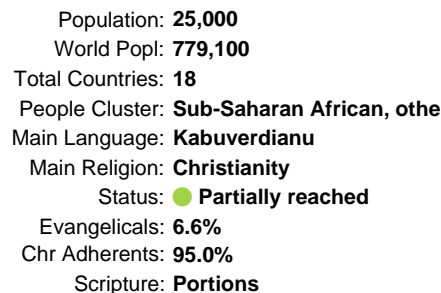 Population: 25,000
World Popl: 779,100
Total Countries: 18
People Cluster: Sub-Saharan African, othe
Main Language: Kabuverdianu
Main Religion: Christianity
Status: Partially reached
Evangelicals: 6.6%
Chr Adherents: 95.0%
Scripture: Portions